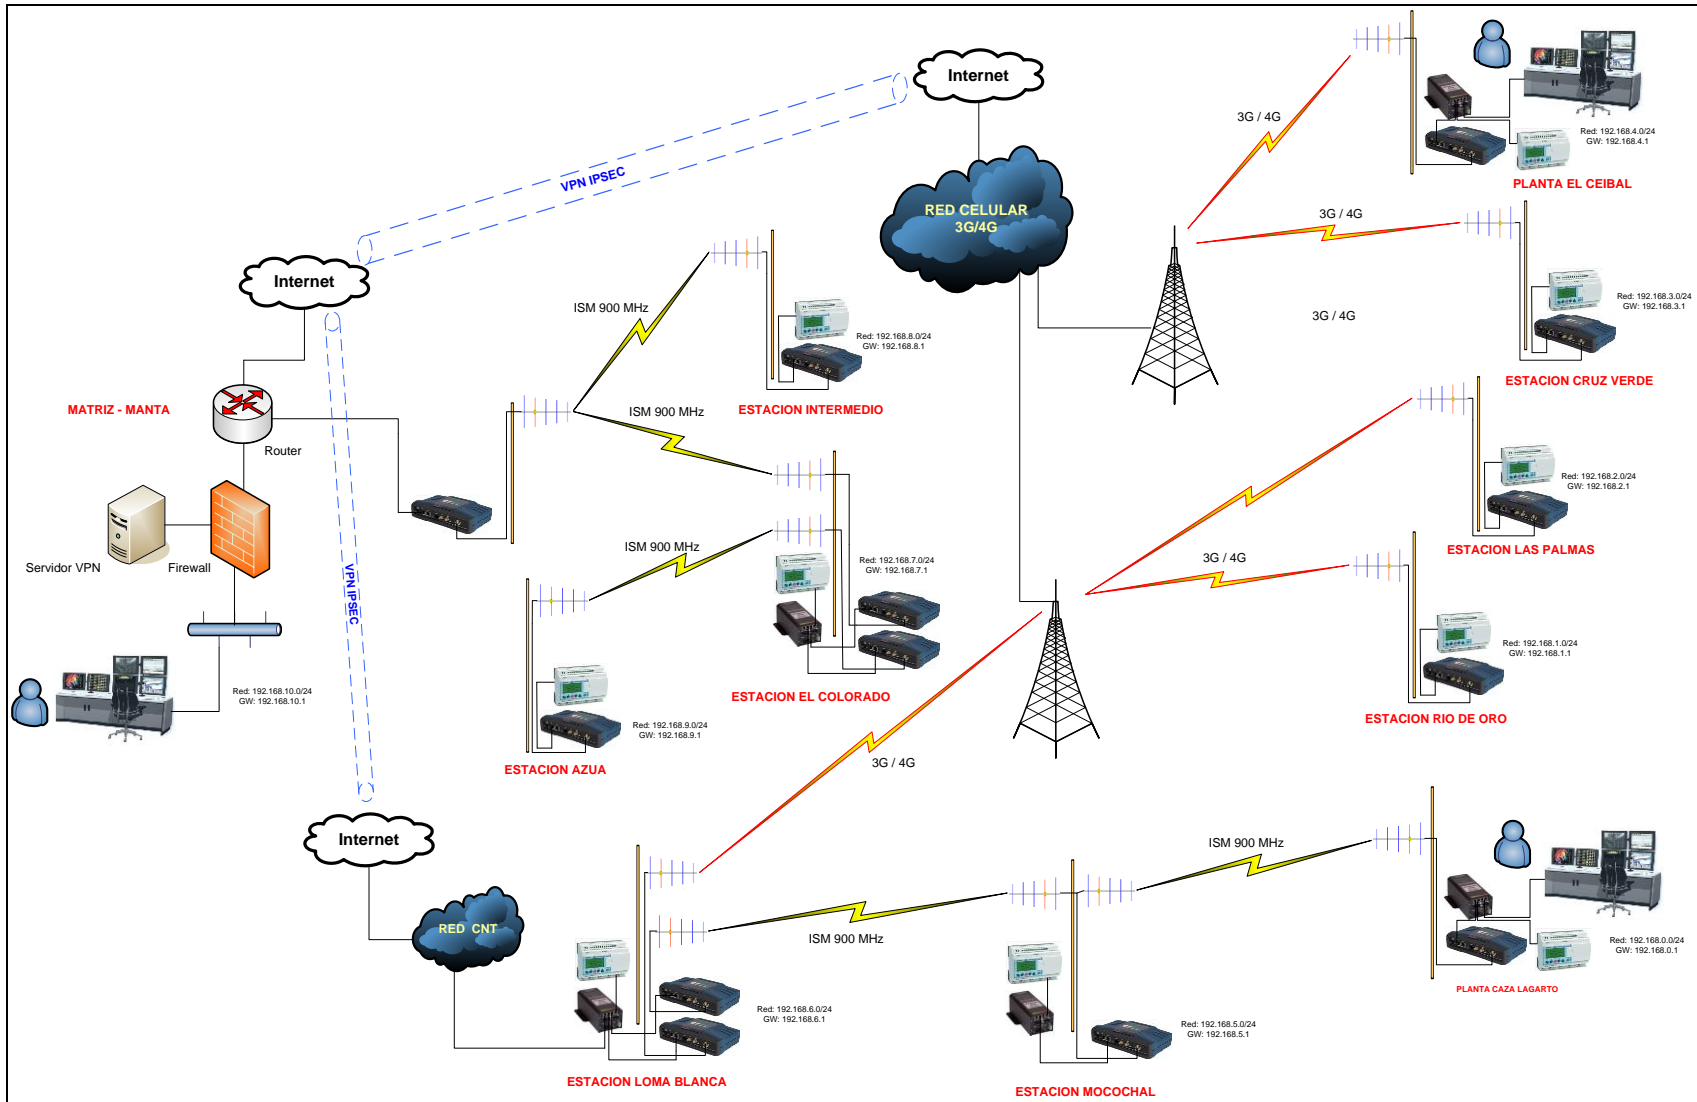 Internet
3G / 4G
Red: 192.168.4.0/24
GW: 192.168.4.1
PLANTA EL CEIBAL
VPN IPSEC
RED CELULAR
3G/4G
3G / 4G
Red: 192.168.3.0/24
GW: 192.168.3.1
3G / 4G
ESTACION CRUZ VERDE
Internet
ISM 900 MHz
Red: 192.168.8.0/24
GW: 192.168.8.1
ESTACION INTERMEDIO
MATRIZ - MANTA
Router
ISM 900 MHz
Red: 192.168.2.0/24
GW: 192.168.2.1
ESTACION LAS PALMAS
Servidor VPN
Firewall
VPN IPSEC
ISM 900 MHz
Red: 192.168.7.0/24
GW: 192.168.7.1
3G / 4G
ESTACION EL COLORADO
Red: 192.168.1.0/24
GW: 192.168.1.1
ESTACION RIO DE ORO
Red: 192.168.10.0/24
GW: 192.168.10.1
Red: 192.168.9.0/24
GW: 192.168.9.1
ESTACION AZUA
3G / 4G
Internet
ISM 900 MHz
RED CNT
ISM 900 MHz
Red: 192.168.0.0/24
GW: 192.168.0.1
PLANTA CAZA LAGARTO
Red: 192.168.6.0/24
GW: 192.168.6.1
Red: 192.168.5.0/24
GW: 192.168.5.1
ESTACION LOMA BLANCA
ESTACION MOCOCHAL